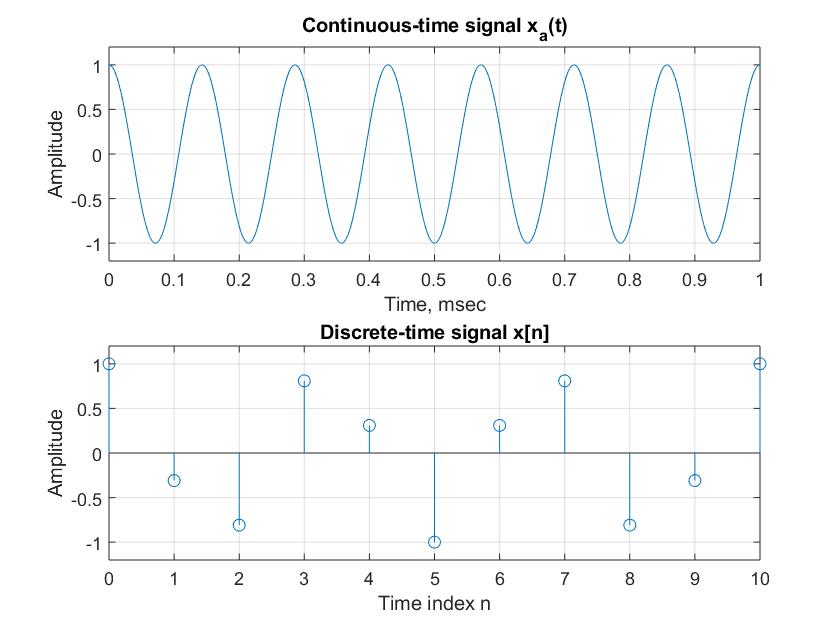 Continuous-time signal xa(t)
Amplitude
1
0.5
0
-0.5
-1
0 0.1 0.2 0.3 0.4 0.5 0.6 0.7 0.8 0.9 1
Time, msec
Discrete-time signal x[n]
Amplitude
1
0.5
0
-0.5
-1
0 1 2 3 4 5 6 7 8 9 10
Time index n